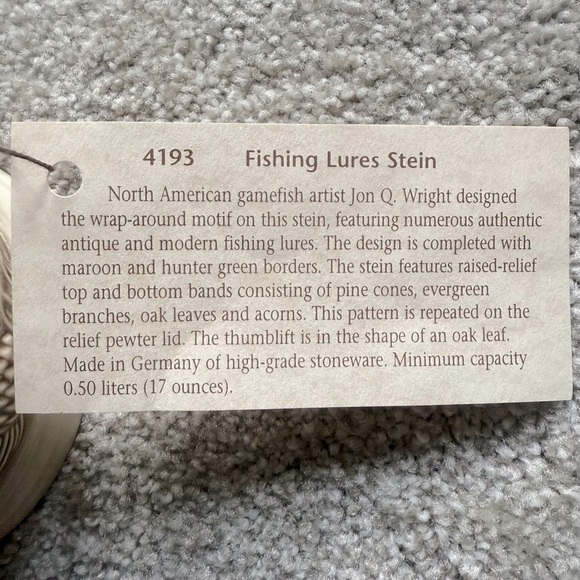 4193 Fishing Lures Stein
North American gamefish artist Jon Q. Wright designed
the wrap-around motif on this stein, featuring numerous authentic
antique and modern fishing lures. The design is completed with
maroon and hunter green borders. The stein features raised-relief
top and bottom bands consisting of pine cones, evergreen
branches, oak leaves and acorns. This pattern is repeated on the
relief pewter lid. The thumblift is in the shape of an oak leaf.
Made in Germany of high-grade stoneware. Minimum capacity
0.50 liters (17 ounces).